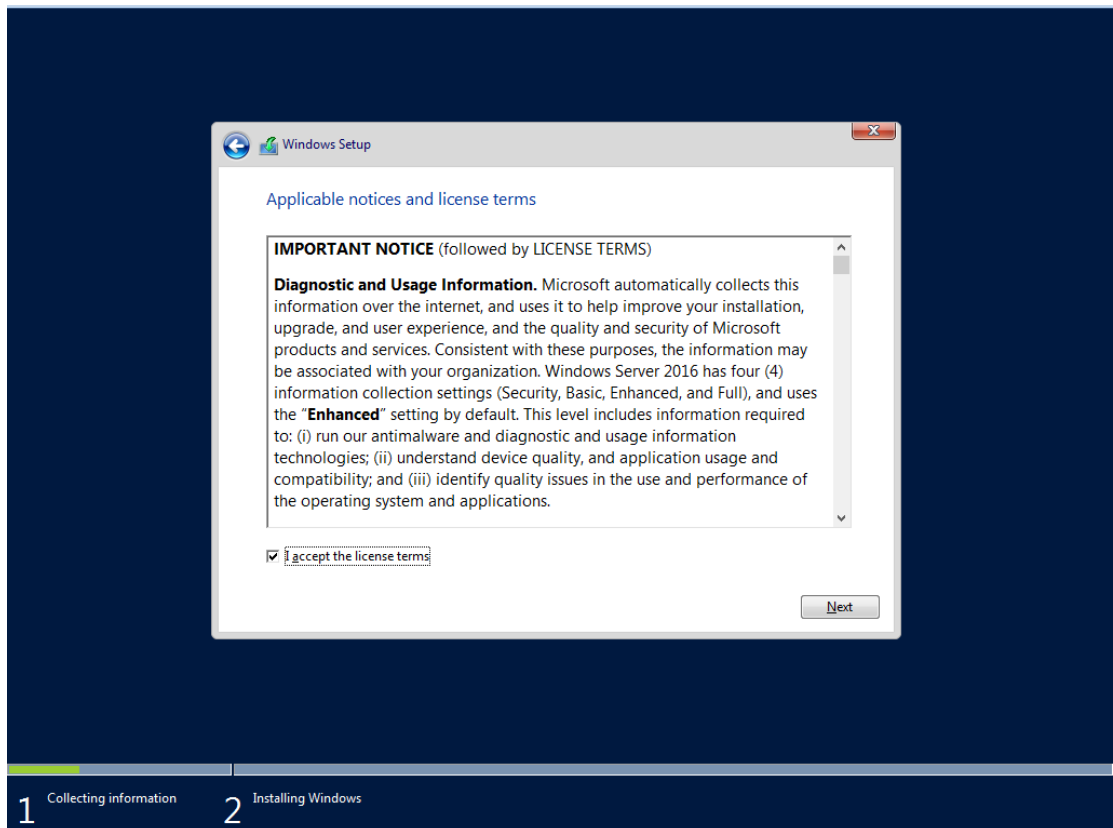 Windows Setup
Applicable notices and license terms
IMPORTANT NOTICE (followed by LICENSE TERMS)
Diagnostic and Usage Information. Microsoft automatically collects this
information over the internet, and uses it to help improve your installation,
upgrade, and user experience, and the quality and security of Microsoft
products and services. Consistent with these purposes, the information may
be associated with your organization. Windows Server 2016 has four (4)
information collection settings (Security, Basic, Enhanced, and Full), and uses
the “Enhanced” setting by default. This level includes information required
to: (i) run our antimalware and diagnostic and usage information
technologies; (ii) understand device quality, and application usage and
compatibility; and (iii) identify quality issues in the use and performance of
the operating system and applications.
I accept the license terms
Next
1 Collecting information 2 Installing Windows